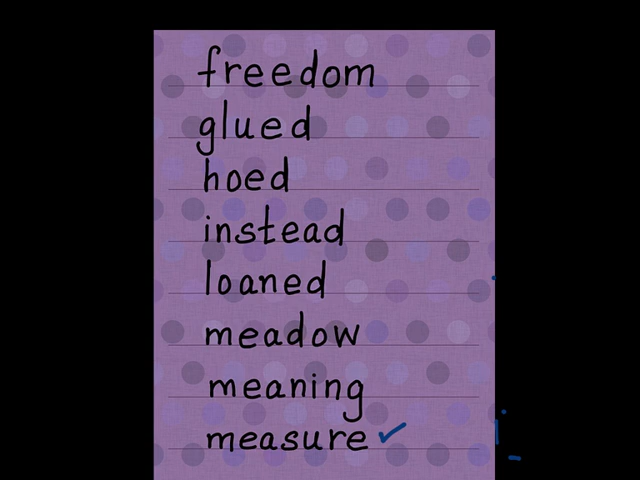 freedom
glued
hoed
instead
loaned
meadow
meaning
measure ✓